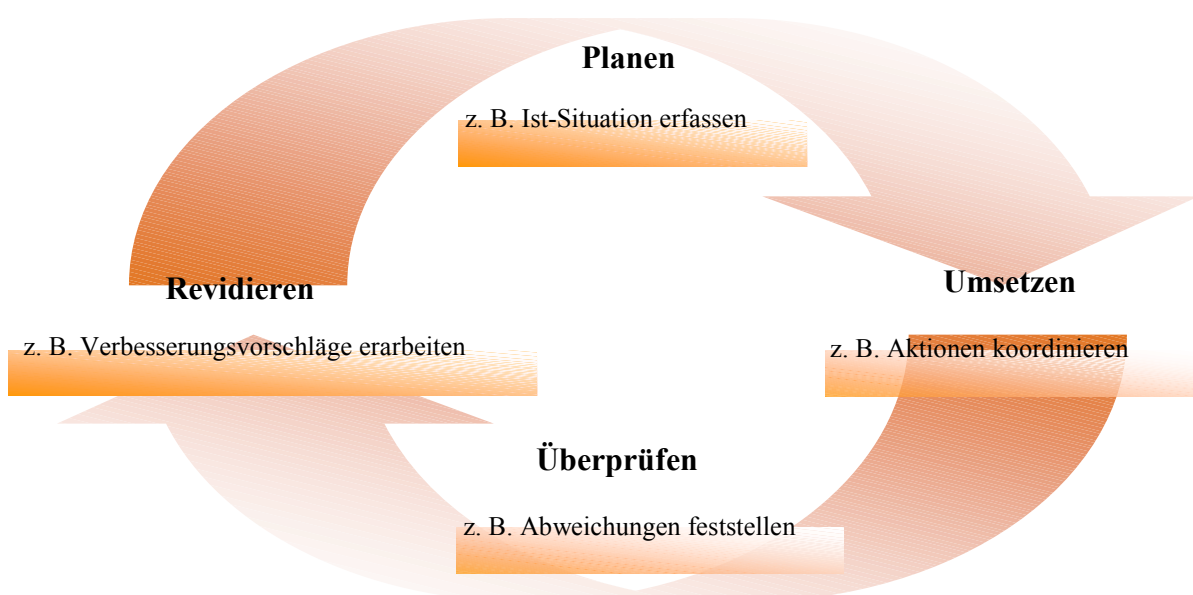 Planen
z. B. Ist-Situation erfassen
Umsetzen
z. B. Aktionen koordinieren
Überprüfen
z. B. Abweichungen feststellen
Revidieren
z. B. Verbesserungsvorschläge erarbeiten